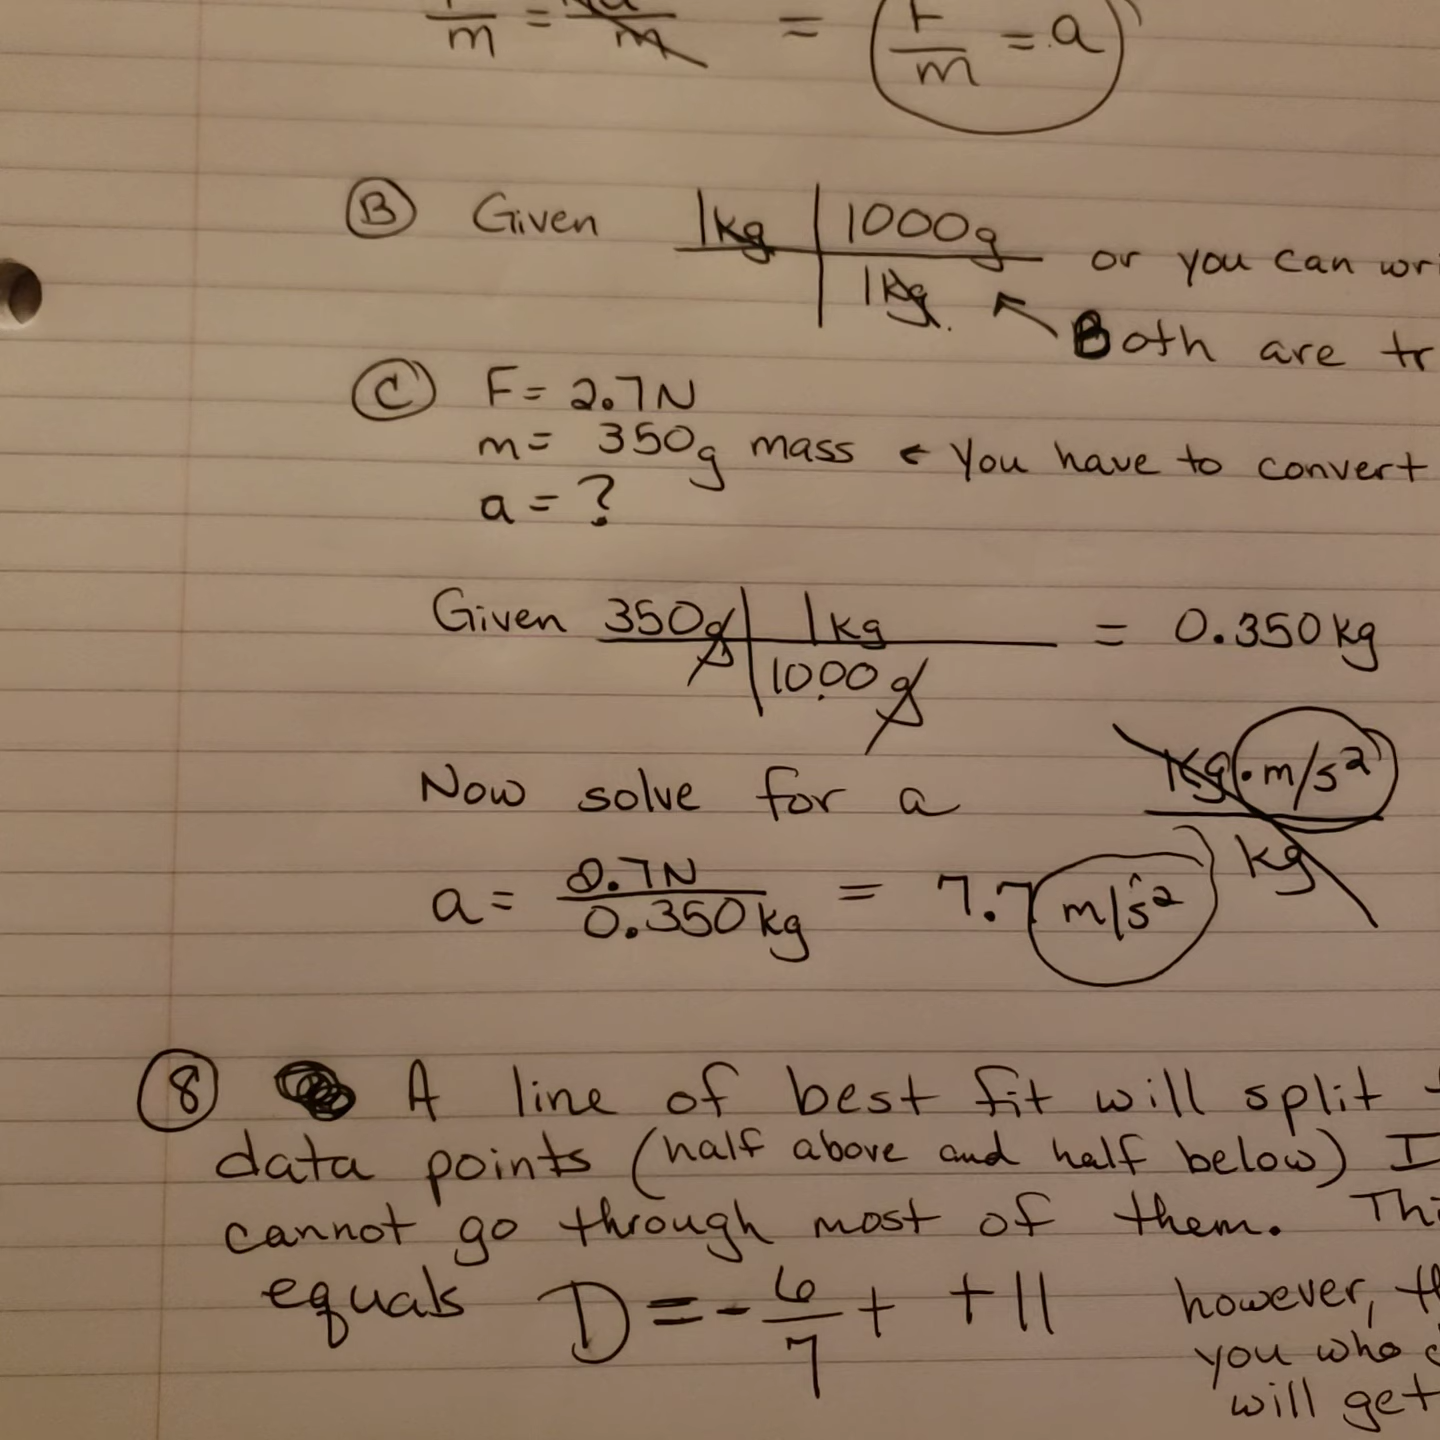 m = m = m = a
B Given 1kg | 1000g
1kg. or you can
Both are
C F = 2.7N
m = 350g mass ← You have to convert
a = ?
Given 350g | 1kg = 0.350kg
1000g
Now solve for a kg · m/s²
kg
a = 2.7N / 0.350kg = 7.7 m/s²
8 A line of best fit will split
data points (half above and half below)
cannot go through most of them.
equals D = - 6/7 t + 11 however,
you who
will get